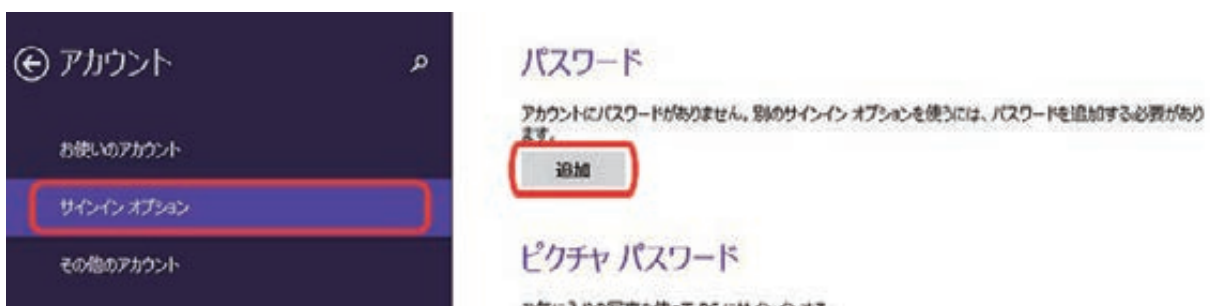 アカウント
お使いのアカウント
サインイン オプション
その他のアカウント
パスワード
アカウントにパスワードがありません。別のサインイン オプションを使うには、パスワードを追加する必要があり
ます。
追加
ピクチャ パスワード